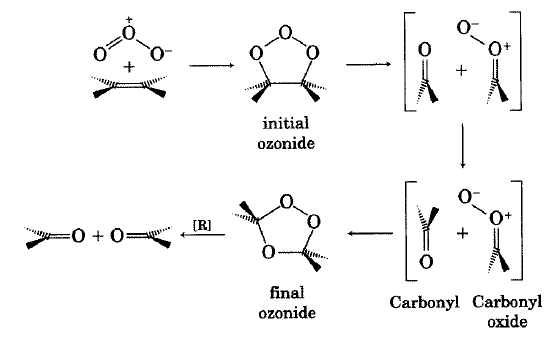 O⁺
O O⁻
+
O O O
initial
ozonide
O
+
O⁻
O⁺
O + O
[R]
O O
O
final
ozonide
O
+
O⁻
O⁺
Carbonyl Carbonyl
oxide